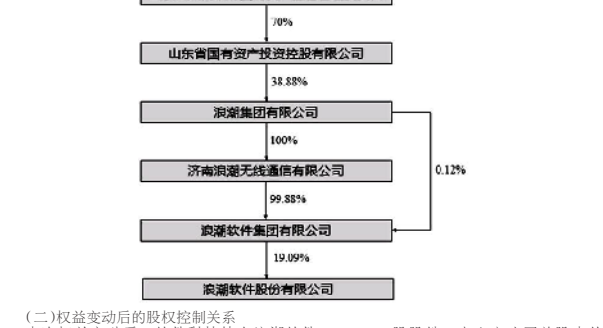 70%
山东省国有资产投资控股有限公司
38.88%
浪潮集团有限公司
100%
济南浪潮无线通信有限公司
0.12%
99.88%
浪潮软件集团有限公司
19.09%
浪潮软件股份有限公司
(二)权益变动后的股权控制关系